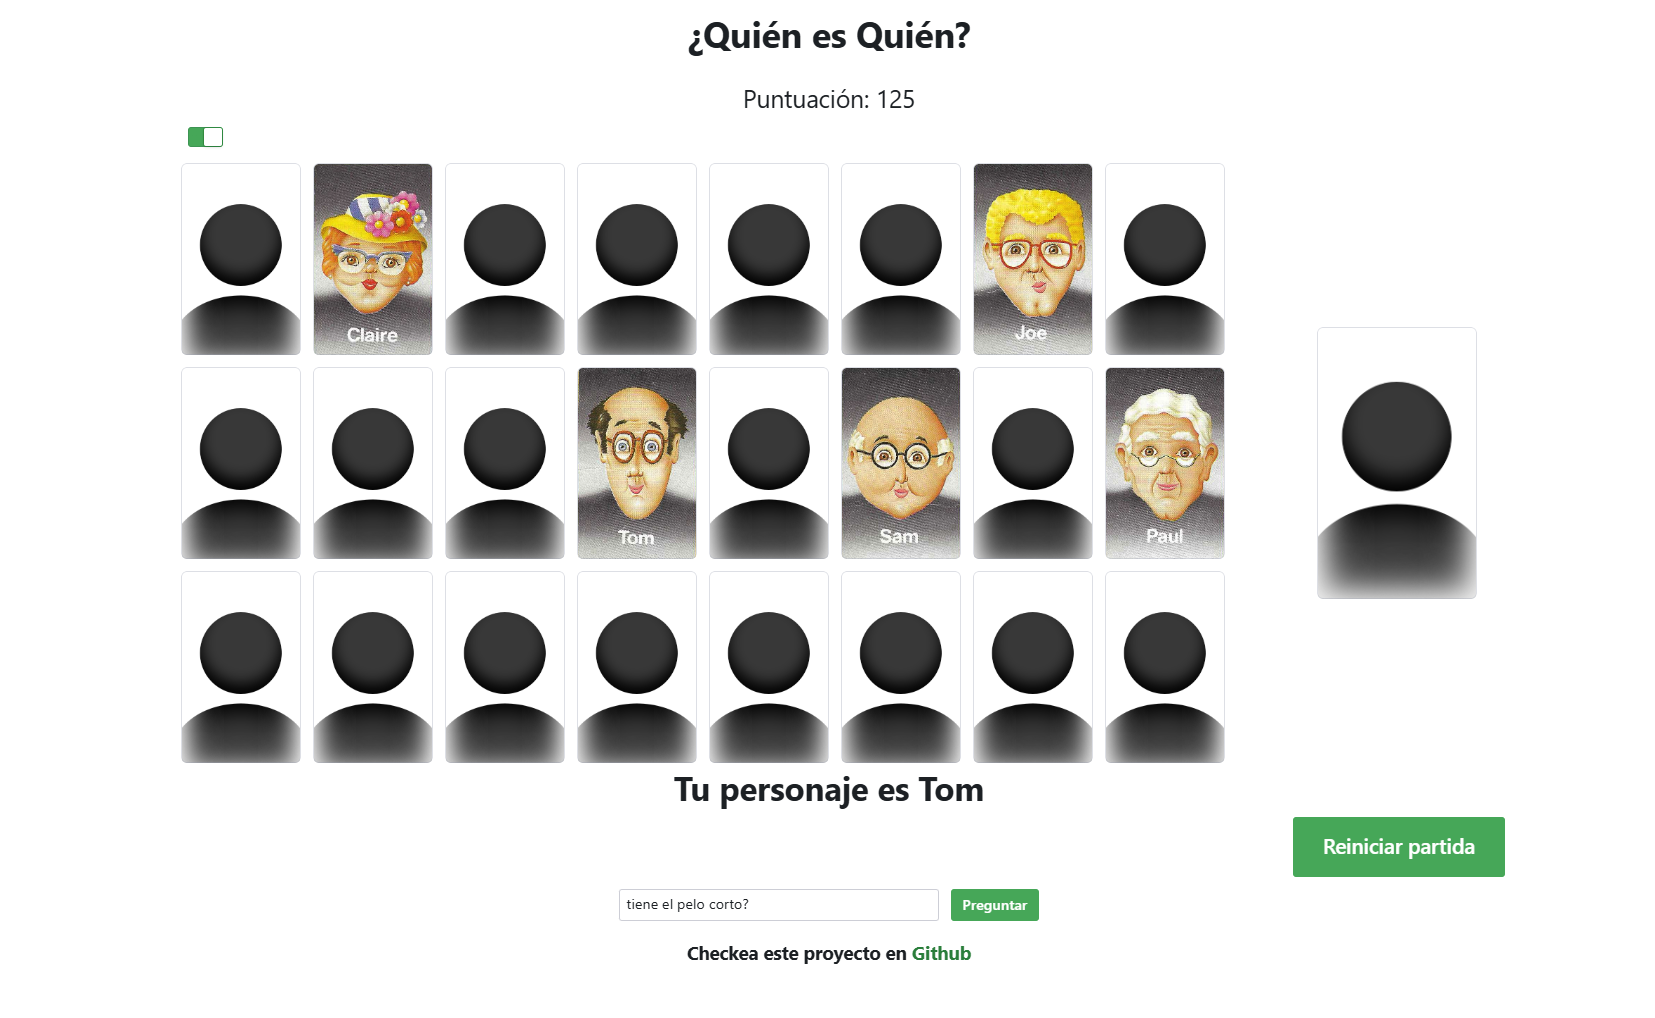 ¿Quién es Quién?
Puntuación: 125
Claire
Joe
Tom
Sam
Paul
Tu personaje es Tom
Reiniciar partida
tiene el pelo corto?
Preguntar
Checkea este proyecto en Github